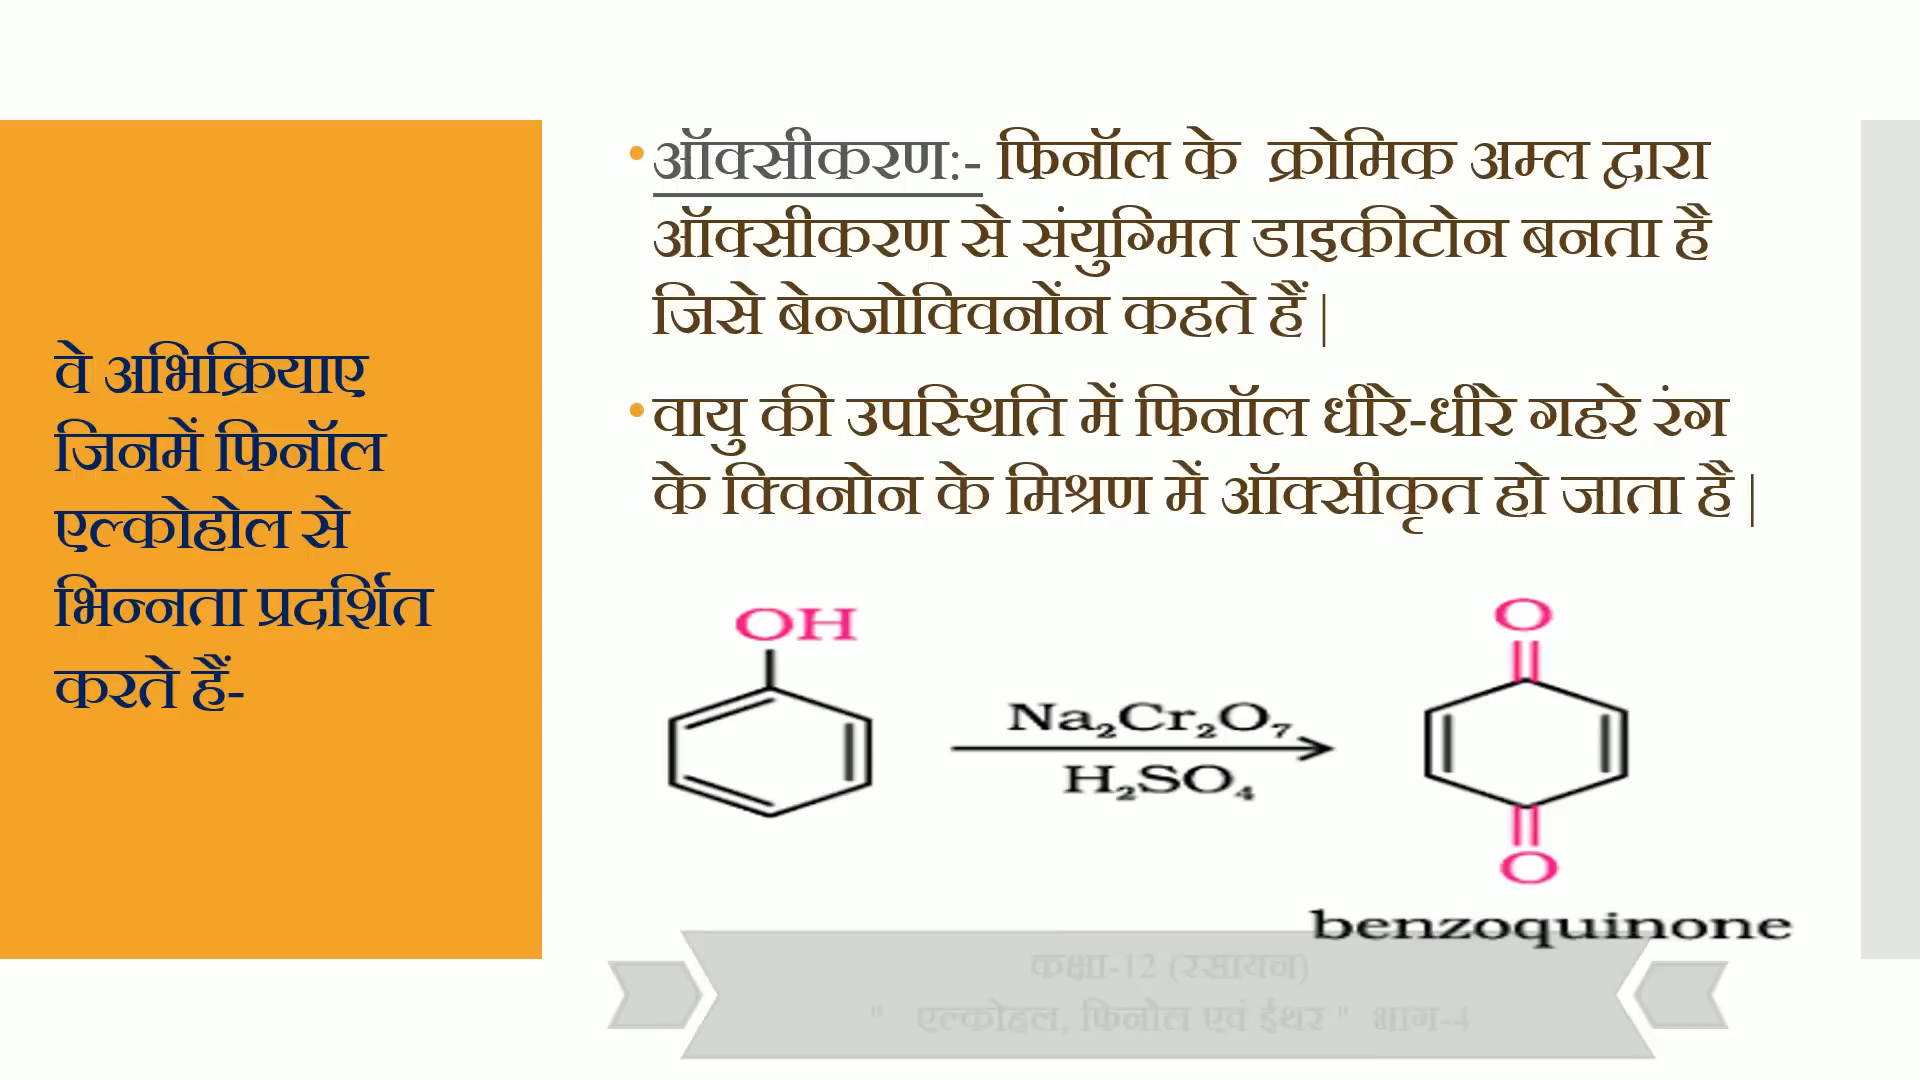 वे अभिक्रियाए
जिनमें फिनॉल
एल्कोहोल से
भिन्नता प्रदर्शित
करते हैं-
•ऑक्सीकरण:- फिनॉल के क्रोमिक अम्ल द्वारा
ऑक्सीकरण से संयुग्मित डाइकीटोन बनता है
जिसे बेन्जोक्विनोंन कहते हैं |
•वायु की उपस्थिति में फिनॉल धीरे-धीरे गहरे रंग
के क्विनोन के मिश्रण में ऑक्सीकृत हो जाता है |
OH
Na₂Cr₂O₇
H₂SO₄
O
O
benzoquinone
कक्षा-12 (रसायन)
" एल्कोहल, फिनोल एवं ईथर " भाग-4